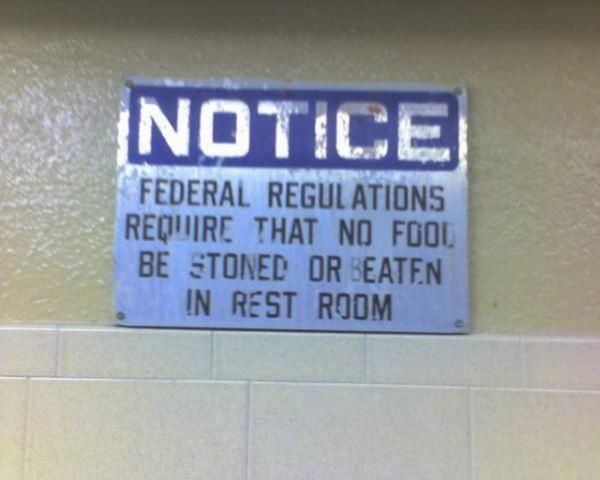 NOTICE
FEDERAL REGULATIONS
REQUIRE THAT NO FOOD
BE STONED OR BEATEN
IN REST ROOM